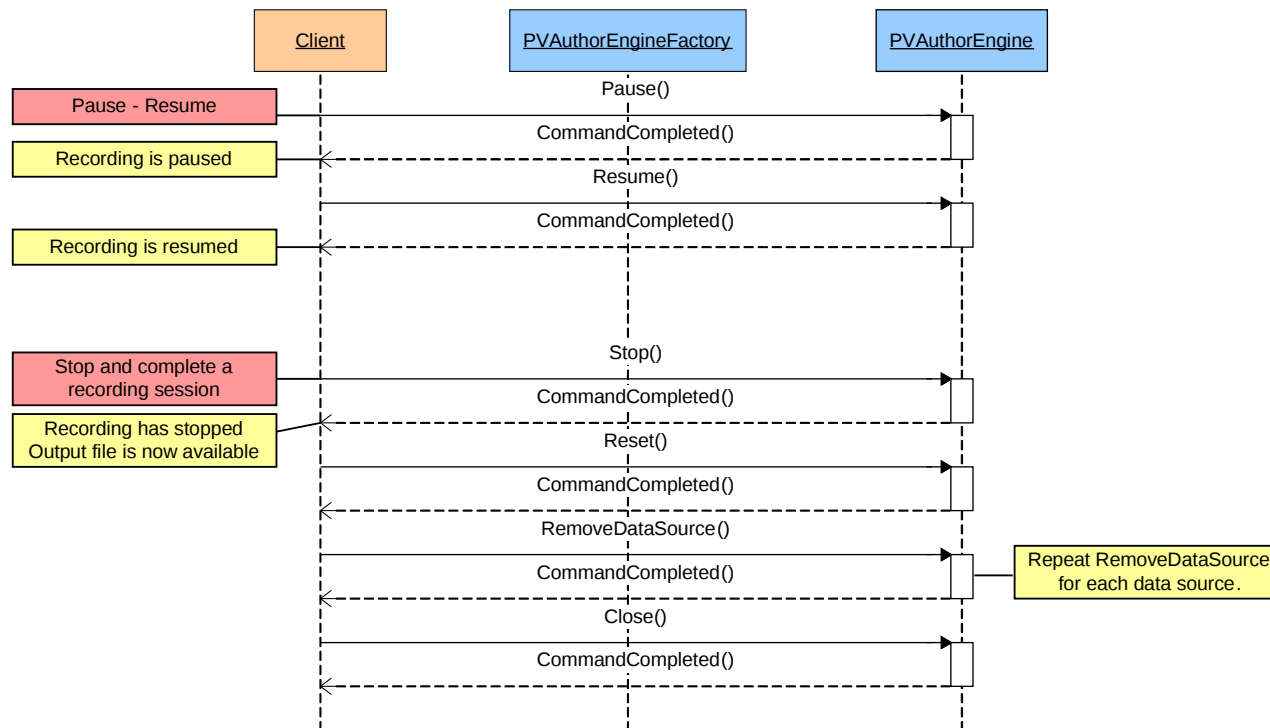 Client
PVAuthorEngineFactory
PVAuthorEngine
Pause()
Pause - Resume
CommandCompleted()
Recording is paused
Resume()
CommandCompleted()
Recording is resumed
Stop()
Stop and complete a
recording session
CommandCompleted()
Recording has stopped
Output file is now available
Reset()
CommandCompleted()
RemoveDataSource()
Repeat RemoveDataSource
for each data source.
CommandCompleted()
Close()
CommandCompleted()